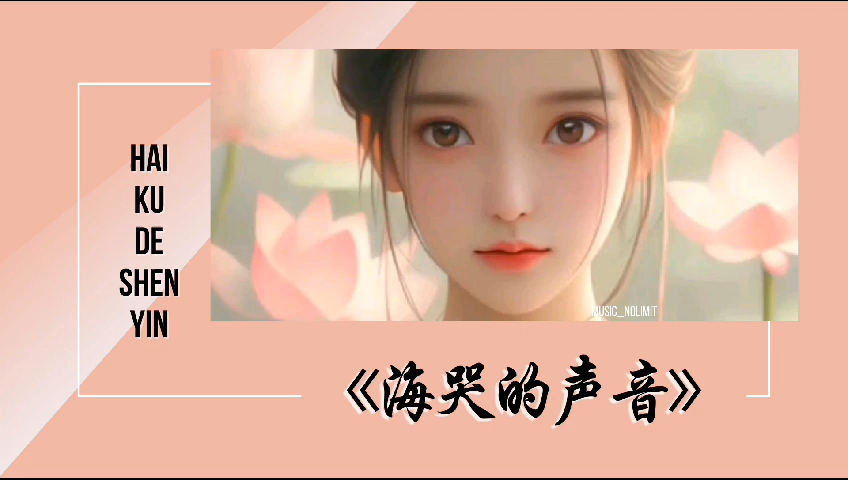 HAI
KU
DE
SHEN
YIN
MUSIC_NOLIMIT
《海哭的声音》